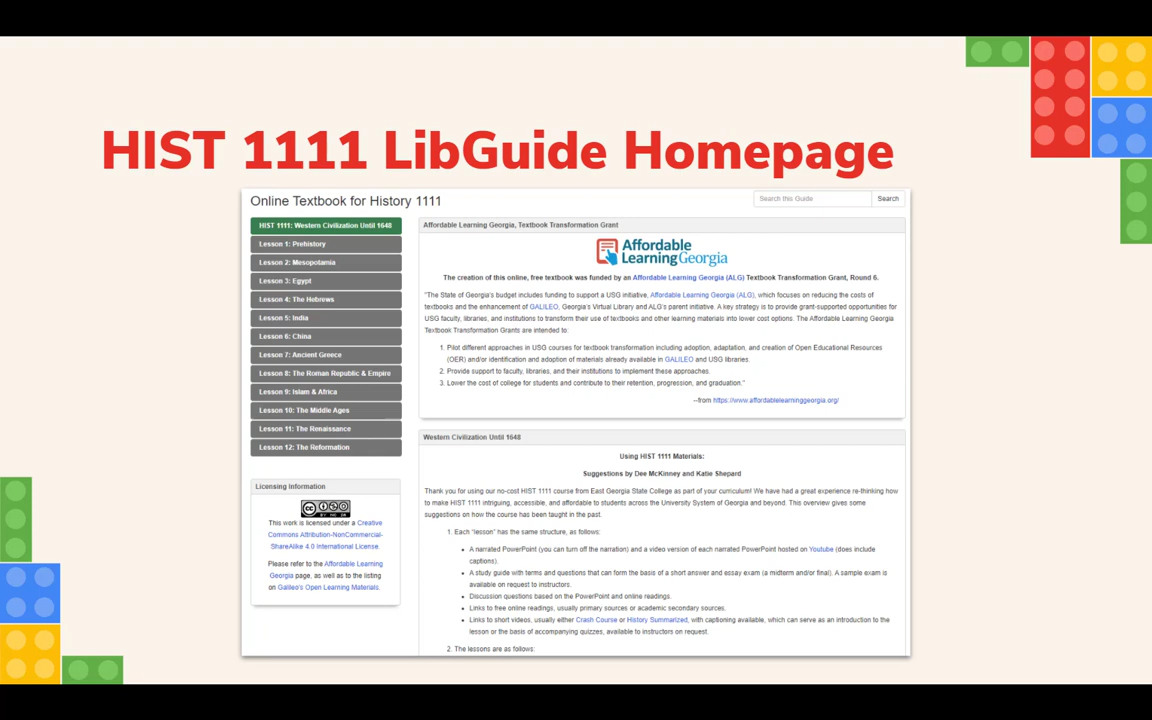 HIST 1111 LibGuide Homepage
Online Textbook for History 1111
Search this Guide
Search
HIST 1111: Western Civilization Until 1648
Lesson 1: Prehistory
Lesson 2: Mesopotamia
Lesson 3: Egypt
Lesson 4: The Hebrews
Lesson 5: India
Lesson 6: China
Lesson 7: Ancient Greece
Lesson 8: The Roman Republic & Empire
Lesson 9: Islam & Africa
Lesson 10: The Middle Ages
Lesson 11: The Renaissance
Lesson 12: The Reformation
Licensing Information
CC BY NC SA
This work is licensed under a Creative
Commons Attribution-NonCommercial-
ShareAlike 4.0 International License.
Please refer to the Affordable Learning
Georgia page, as well as to the listing
on Galileo's Open Learning Materials.
Affordable Learning Georgia, Textbook Transformation Grant
Affordable
LearningGeorgia
The creation of this online, free textbook was funded by an Affordable Learning Georgia (ALG) Textbook Transformation Grant, Round 6.
"The State of Georgia's budget includes funding to support a USG initiative, Affordable Learning Georgia (ALG), which focuses on reducing the costs of
textbooks and the enhancement of GALILEO, Georgia's Virtual Library and ALG's parent initiative. A key strategy is to provide grant-supported opportunities for
USG faculty, libraries, and institutions to transform their use of textbooks and other learning materials into lower cost options. The Affordable Learning Georgia
Textbook Transformation Grants are intended to:
1. Pilot different approaches in USG courses for textbook transformation including adoption, adaptation, and creation of Open Educational Resources
(OER) and/or identification and adoption of materials already available in GALILEO and USG libraries.
2. Provide support to faculty, libraries, and their institutions to implement these approaches.
3. Lower the cost of college for students and contribute to their retention, progression, and graduation."
--from https://www.affordablelearninggeorgia.org/
Western Civilization Until 1648
Using HIST 1111 Materials:
Suggestions by Dee McKinney and Katie Shepard
Thank you for using our no-cost HIST 1111 course from East Georgia State College as part of your curriculum! We have had a great experience re-thinking how
to make HIST 1111 intriguing, accessible, and affordable to students across the University System of Georgia and beyond. This overview gives some
suggestions on how the course has been taught in the past.
1. Each "lesson" has the same structure, as follows:
• A narrated PowerPoint (you can turn off the narration) and a video version of each narrated PowerPoint hosted on Youtube (does include
captions).
• A study guide with terms and questions that can form the basis of a short answer and essay exam (a midterm and/or final). A sample exam is
available on request to instructors.
• Discussion questions based on the PowerPoint and online readings.
• Links to free online readings, usually primary sources or academic secondary sources.
• Links to short videos, usually either Crash Course or History Summarized, with captioning available, which can serve as an introduction to the
lesson or the basis of accompanying quizzes, available to instructors on request.
2. The lessons are as follows: